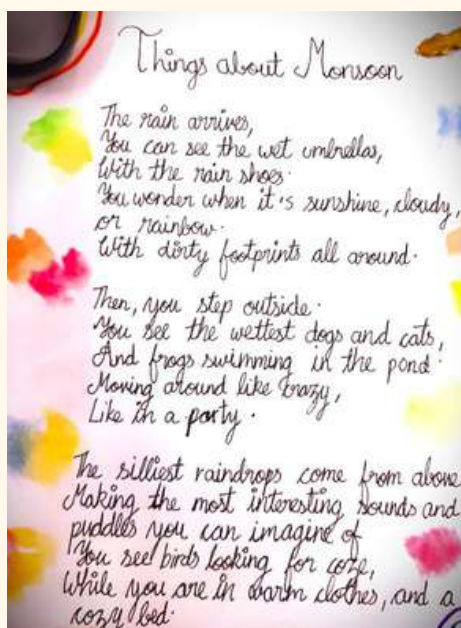 Things about Monsoon
The rain arrives,
You can see the wet umbrellas,
With the rain shoes.
You wonder when it's sunshine, cloudy,
or rainbow.
With dirty footprints all around.
Then, you step outside.
You see the wettest dogs and cats,
And frogs swimming in the pond.
Moving around like crazy,
Like in a party.
The silliest raindrops come from above
Making the most interesting sounds and
puddles you can imagine of
You see birds looking for coze,
While you are in warm clothes, and a
cozy bed.